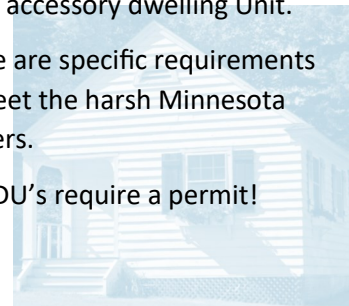 accessory dwelling Unit.
e are specific requirements
eet the harsh Minnesota
ers.
DU's require a permit!